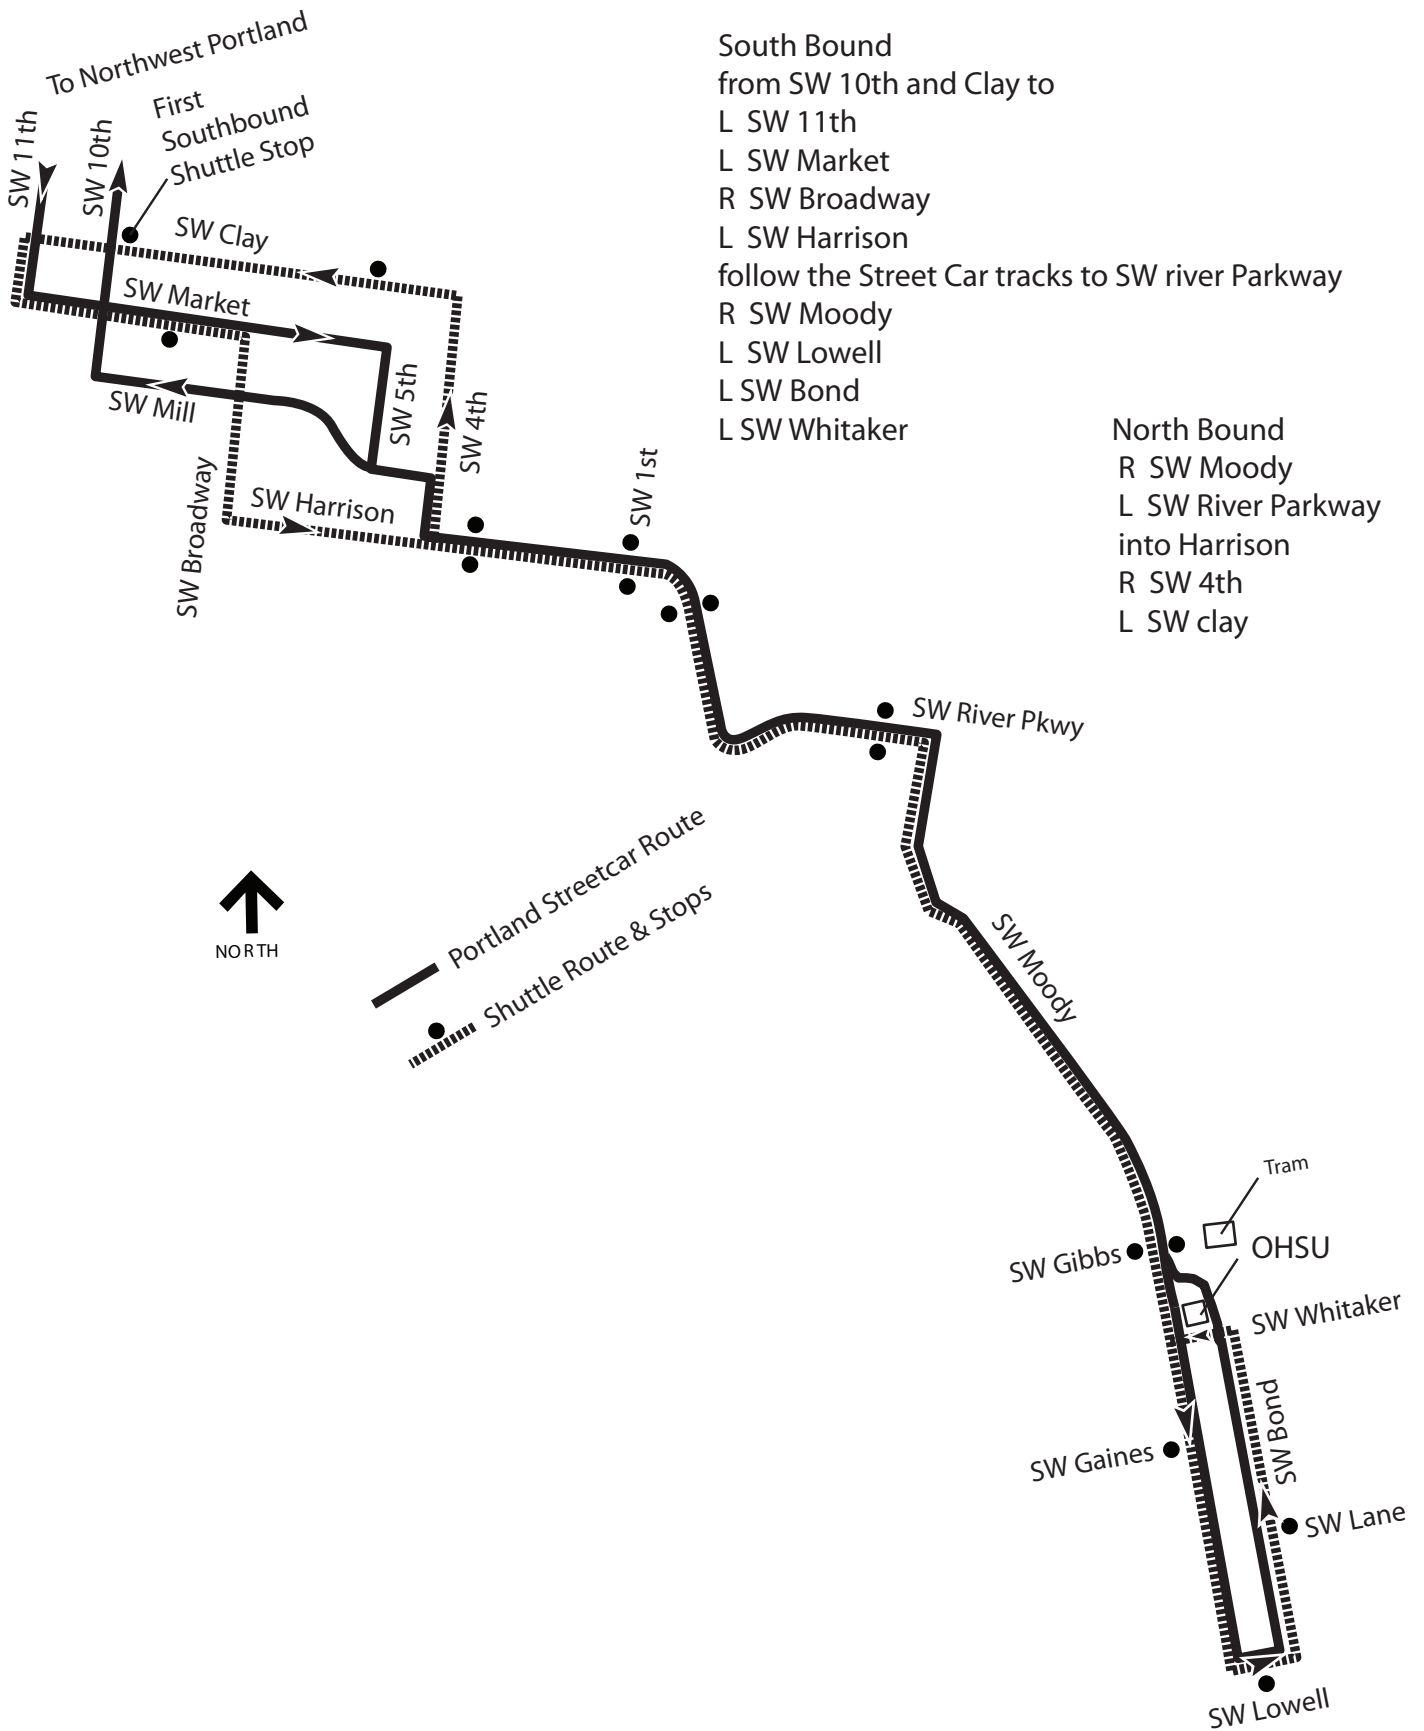 To Northwest Portland
First
Southbound
Shuttle Stop
SW 11th
SW 10th
SW Clay
SW Market
SW Mill
SW 5th
SW 4th
SW Broadway
SW Harrison
SW 1st
South Bound
from SW 10th and Clay to
L SW 11th
L SW Market
R SW Broadway
L SW Harrison
follow the Street Car tracks to SW river Parkway
R SW Moody
L SW Lowell
L SW Bond
L SW Whitaker
North Bound
R SW Moody
L SW River Parkway
into Harrison
R SW 4th
L SW clay
SW River Pkwy
NORTH
Portland Streetcar Route
Shuttle Route & Stops
SW Moody
Tram
SW Gibbs
OHSU
SW Whitaker
SW Bond
SW Gaines
SW Lane
SW Lowell